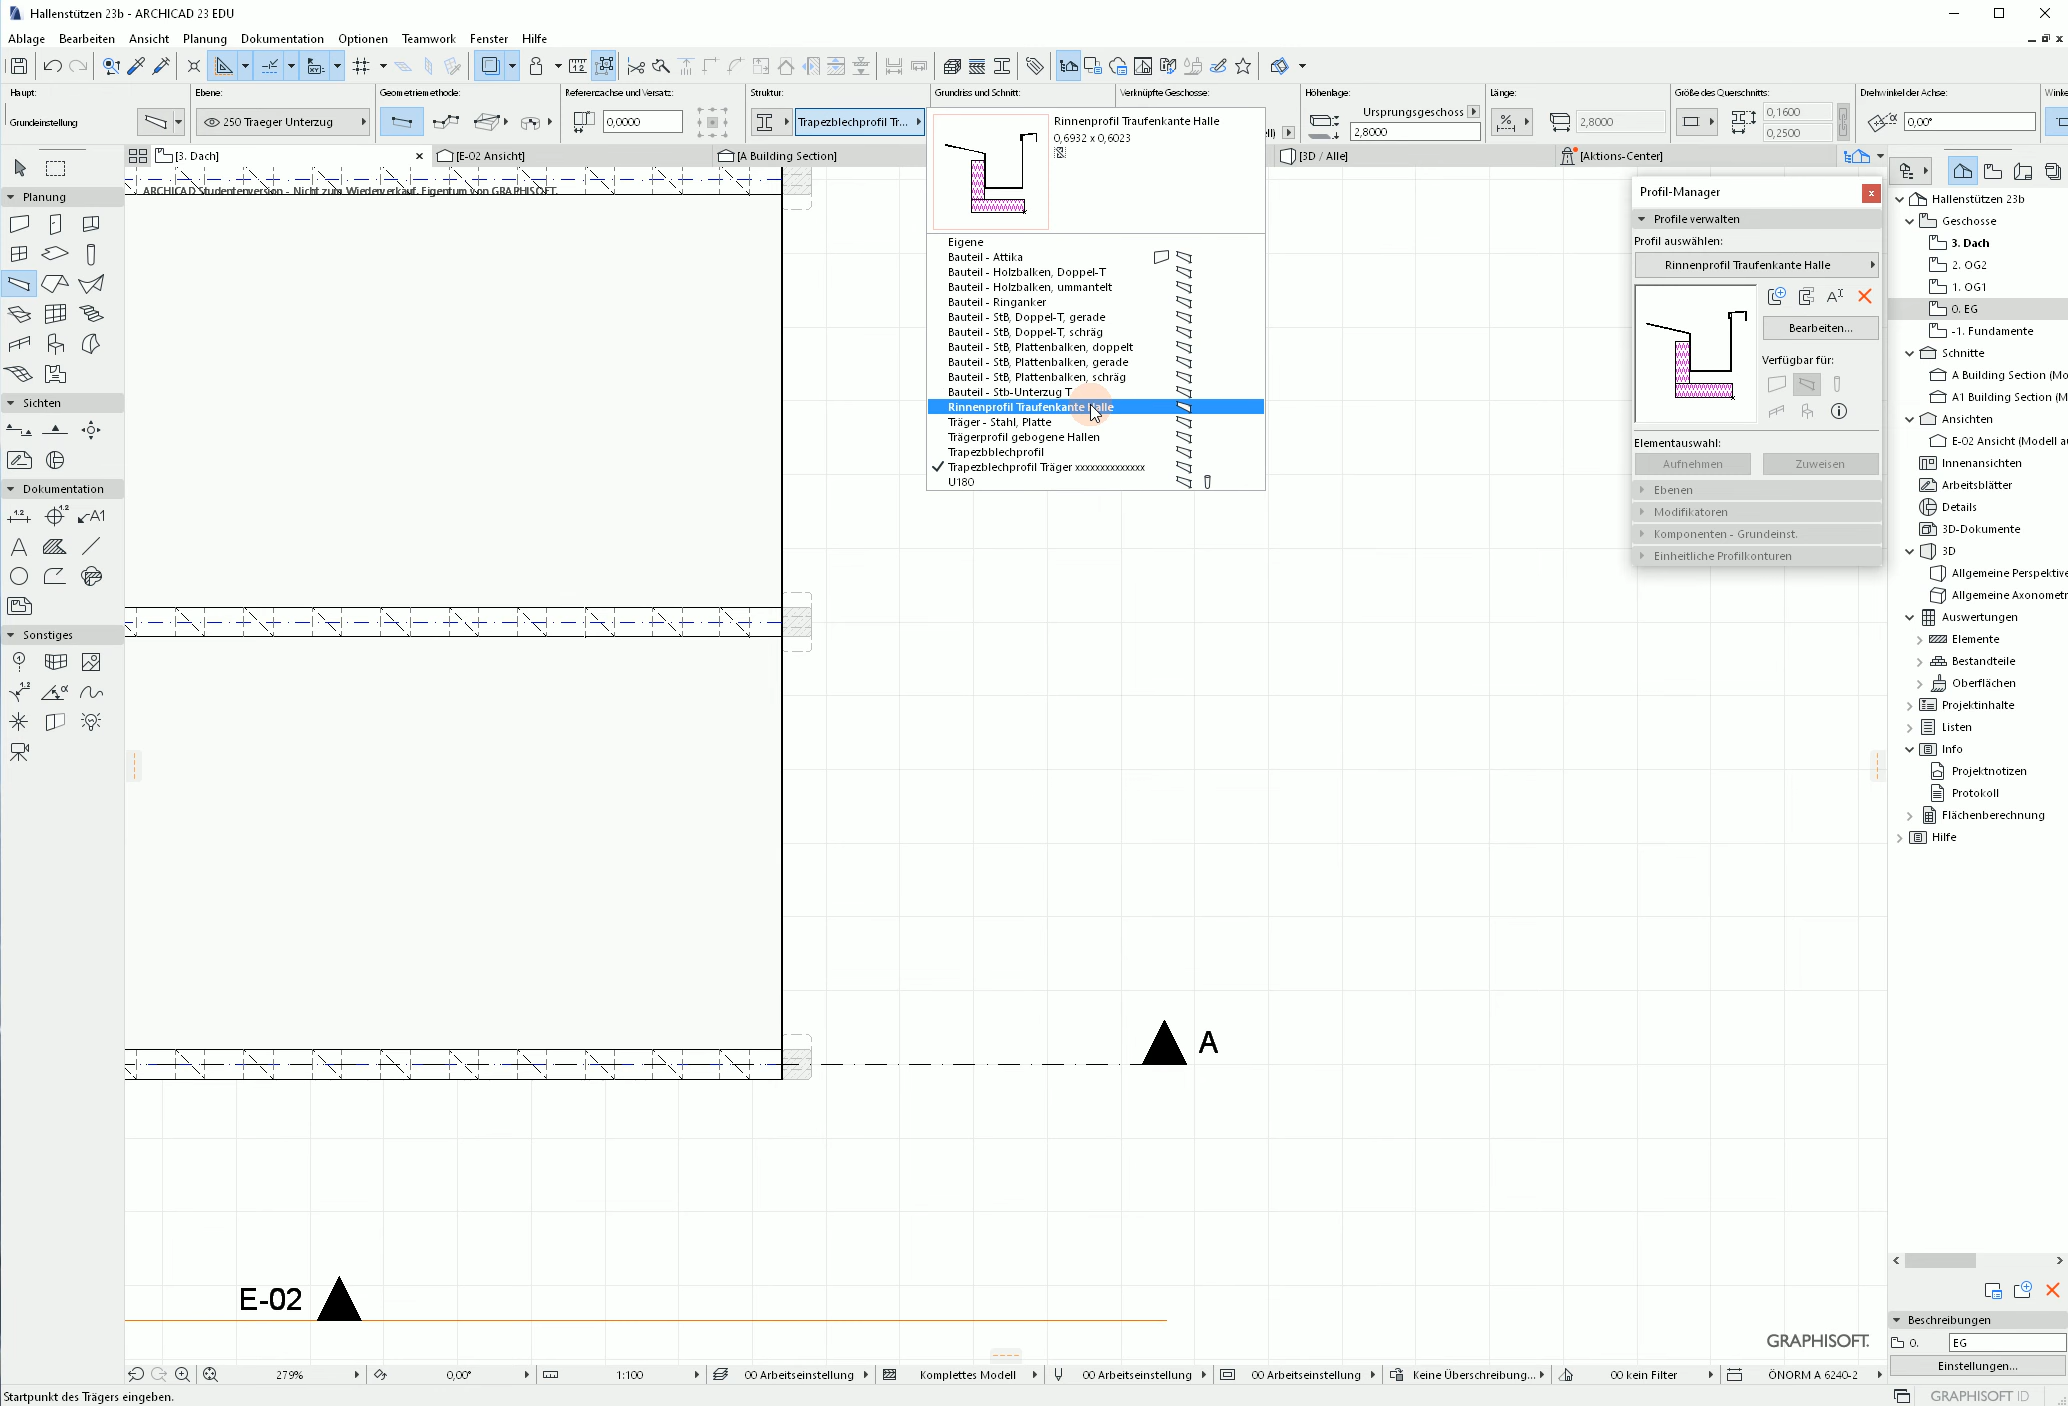 Hallenstützen 23b - ARCHICAD 23 EDU
Ablage Bearbeiten Ansicht Planung Dokumentation Optionen Teamwork Fenster Hilfe
Haupt: Ebene: Geometriemethode: Referenzachse und Versatz: Struktur: Grundriss und Schnitt: Verknüpfte Geschosse: Höhenlage: Länge: Größe des Querschnitts: Drehwinkel der Achse:
Grundeinstellung
250 Traeger Unterzug
0,0000
Trapezblechprofil Tr...
Ursprungsgeschoss
2,8000
2,8000
0,1600
0,2500
0,00°
[3. Dach]
[E-02 Ansicht]
[A Building Section]
[3D / Alle]
[Aktions-Center]
ARCHICAD Studentenversion - Nicht zum Wiederverkauf. Eigentum von GRAPHISOFT.
Planung
Sichten
Dokumentation
Sonstiges
Rinnenprofil Traufenkante Halle
0,6932 x 0,6023
Eigene
Bauteil - Attika
Bauteil - Holzbalken, Doppel-T
Bauteil - Holzbalken, ummantelt
Bauteil - Ringanker
Bauteil - StB, Doppel-T, gerade
Bauteil - StB, Doppel-T, schräg
Bauteil - StB, Plattenbalken, doppelt
Bauteil - StB, Plattenbalken, gerade
Bauteil - StB, Plattenbalken, schräg
Bauteil - Stb-Unterzug T
Rinnenprofil Traufenkante Halle
Träger - Stahl, Platte
Trägerprofil gebogene Hallen
Trapezbblechprofil
Trapezblechprofil Träger xxxxxxxxxxxxxx
U180
Profil-Manager
Profile verwalten
Profil auswählen:
Rinnenprofil Traufenkante Halle
Bearbeiten...
Verfügbar für:
Elementauswahl:
Aufnehmen Zuweisen
Ebenen
Modifikatoren
Komponenten - Grundeinst.
Einheitliche Profilkonturen
Hallenstützen 23b
Geschosse
3. Dach
2. OG2
1. OG1
0. EG
-1. Fundamente
Schnitte
A Building Section (Mo
A1 Building Section (M
Ansichten
E-02 Ansicht (Modell au
Innenansichten
Arbeitsblätter
Details
3D-Dokumente
3D
Allgemeine Perspektive
Allgemeine Axonometr
Auswertungen
Elemente
Bestandteile
Oberflächen
Projektinhalte
Listen
Info
Projektnotizen
Protokoll
Flächenberechnung
Hilfe
A
E-02
GRAPHISOFT.
Beschreibungen
0. EG
Einstellungen...
279% 0,00° 1:100 00 Arbeitseinstellung Komplettes Modell 00 Arbeitseinstellung 00 Arbeitseinstellung Keine Überschreibung... 00 kein Filter ÖNORM A 6240-2
Startpunkt des Trägers eingeben.
GRAPHISOFT ID